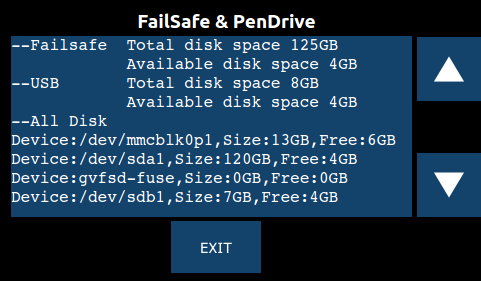 FailSafe & PenDrive
--Failsafe  Total disk space 125GB
            Available disk space 4GB
--USB       Total disk space 8GB
            Available disk space 4GB
--All Disk
Device:/dev/mmcblk0p1,Size:13GB,Free:6GB
Device:/dev/sda1,Size:120GB,Free:4GB
Device:gvfsd-fuse,Size:0GB,Free:0GB
Device:/dev/sdb1,Size:7GB,Free:4GB
EXIT